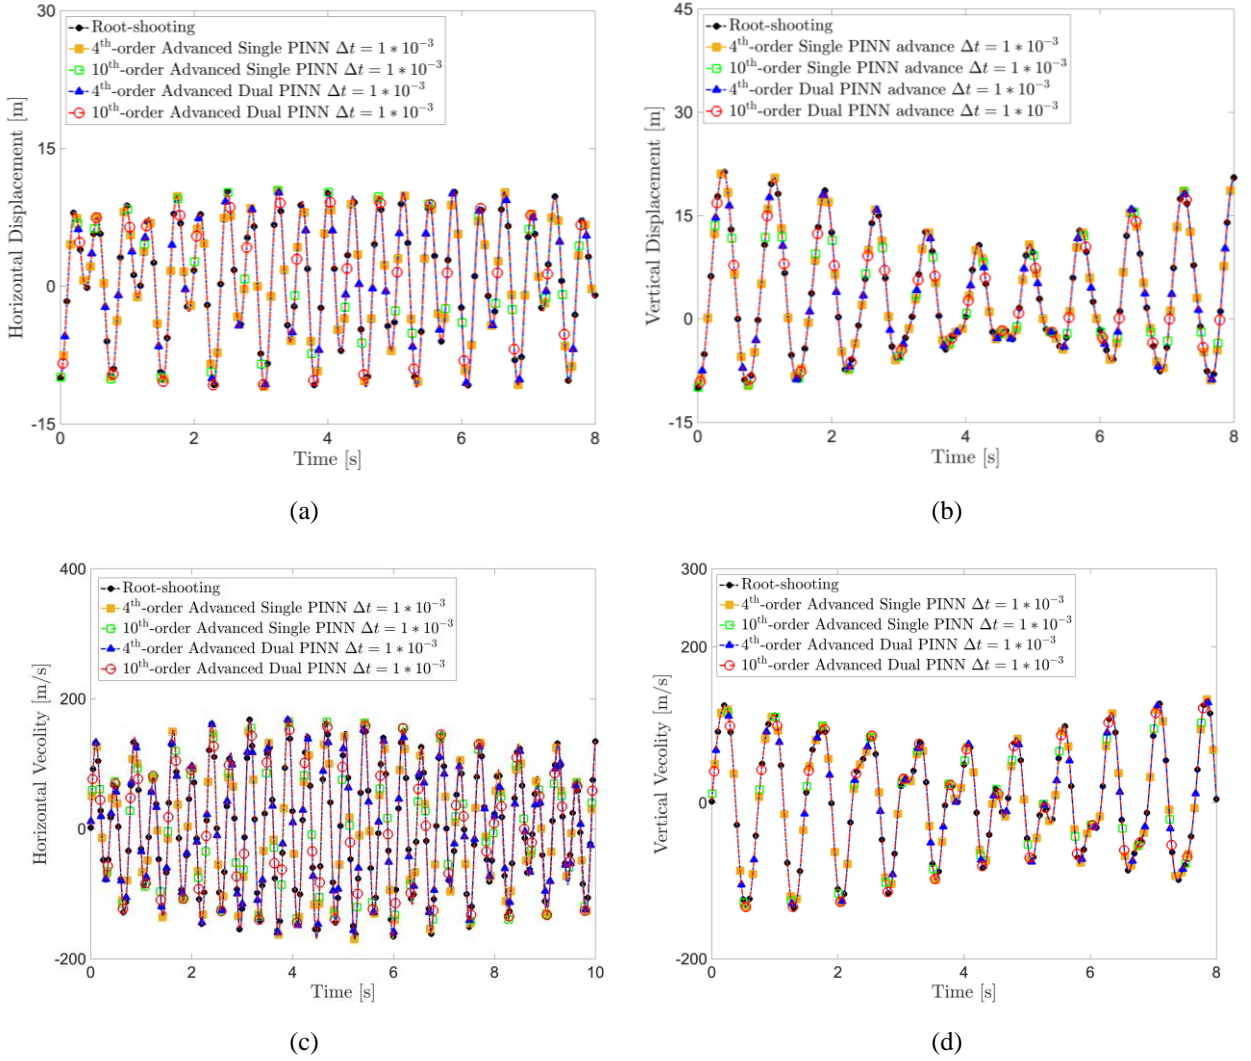 30
Root-shooting
4th-order Advanced Single PINN Δt = 1 * 10⁻³
10th-order Advanced Single PINN Δt = 1 * 10⁻³
4th-order Advanced Dual PINN Δt = 1 * 10⁻³
10th-order Advanced Dual PINN Δt = 1 * 10⁻³
15
0
-15
Horizontal Displacement [m]
0 2 4 6 8
Time [s]
(a)
45
Root-shooting
4th-order Single PINN advance Δt = 1 * 10⁻³
10th-order Single PINN advance Δt = 1 * 10⁻³
4th-order Dual PINN advance Δt = 1 * 10⁻³
10th-order Dual PINN advance Δt = 1 * 10⁻³
30
15
0
-15
Vertical Displacement [m]
0 2 4 6 8
Time [s]
(b)
400
Root-shooting
4th-order Advanced Single PINN Δt = 1 * 10⁻³
10th-order Advanced Single PINN Δt = 1 * 10⁻³
4th-order Advanced Dual PINN Δt = 1 * 10⁻³
10th-order Advanced Dual PINN Δt = 1 * 10⁻³
200
0
-200
Horizontal Vecolity [m/s]
0 2 4 6 8 10
Time [s]
(c)
300
Root-shooting
4th-order Advanced Single PINN Δt = 1 * 10⁻³
10th-order Advanced Single PINN Δt = 1 * 10⁻³
4th-order Advanced Dual PINN Δt = 1 * 10⁻³
10th-order Advanced Dual PINN Δt = 1 * 10⁻³
200
0
-200
Vertical Vecolity [m/s]
0 2 4 6 8
Time [s]
(d)